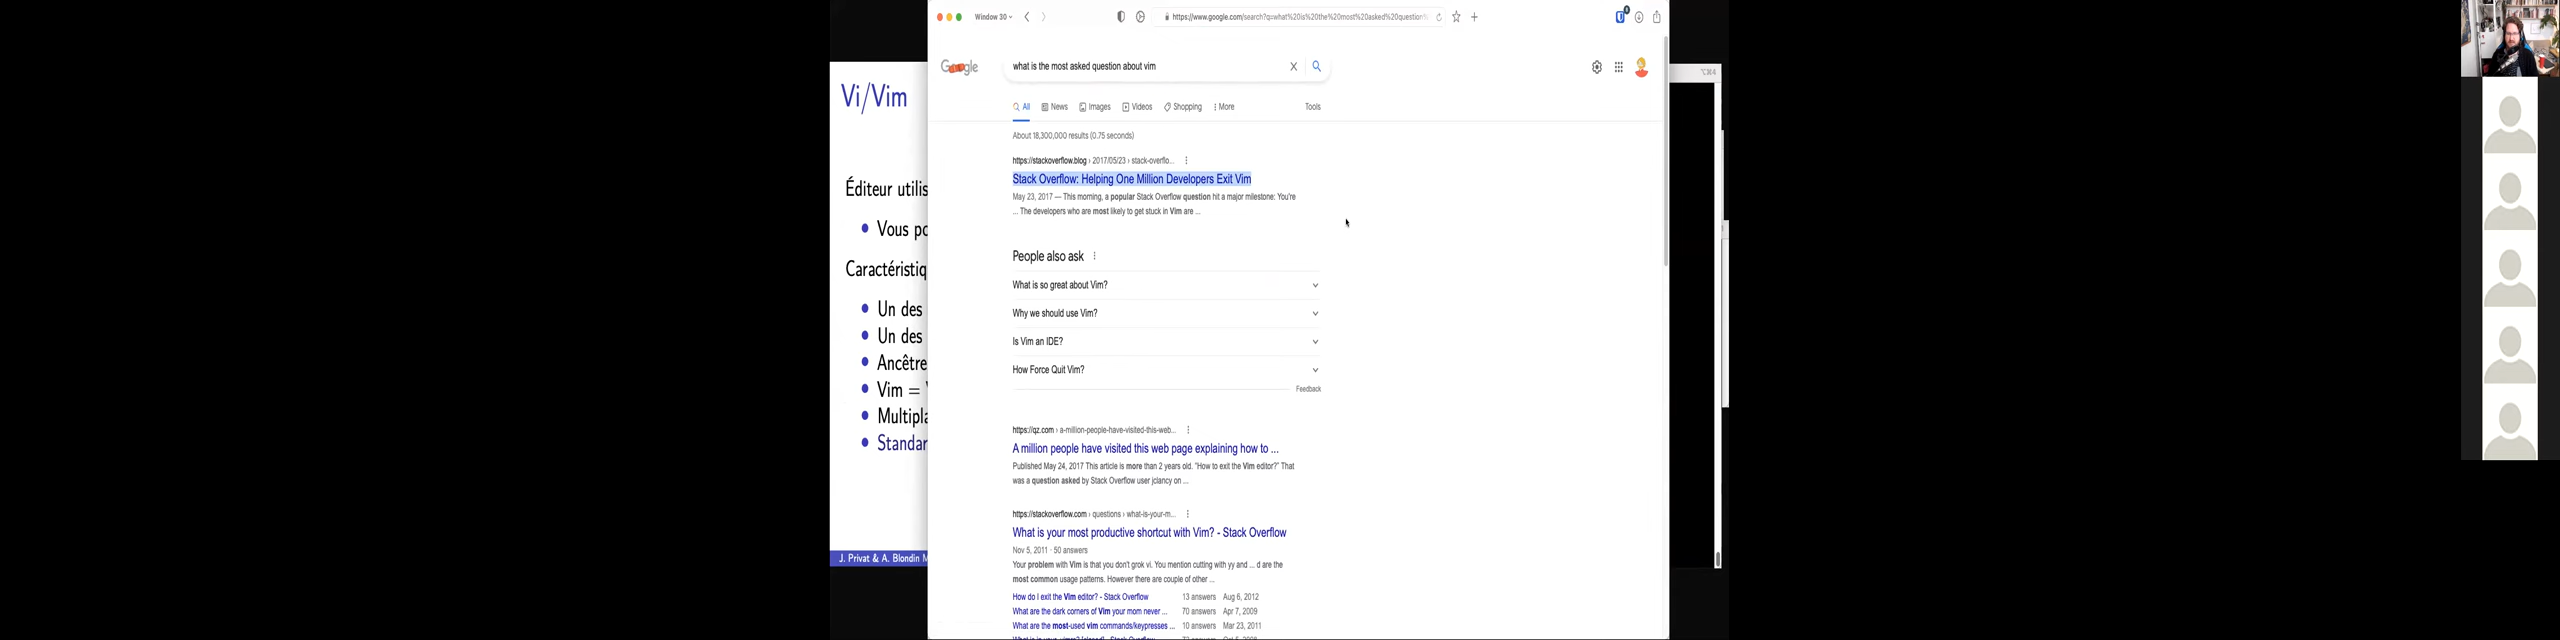 Vi/Vim
Éditeur utilis
Vous po
Caractéristiq
Un des
Un des
Ancêtre
Vim =
Multipla
Standar
J. Privat & A. Blondin M
Window 30
https://www.google.com/search?q=what%20is%20the%20most%20asked%20question
Google
what is the most asked question about vim
All News Images Videos Shopping More Tools
About 18,300,000 results (0.75 seconds)
https://stackoverflow.blog › 2017/05/23 › stack-overflo...
Stack Overflow: Helping One Million Developers Exit Vim
May 23, 2017 — This morning, a popular Stack Overflow question hit a major milestone: You're
... The developers who are most likely to get stuck in Vim are ...
People also ask
What is so great about Vim?
Why we should use Vim?
Is Vim an IDE?
How Force Quit Vim?
Feedback
https://qz.com › a-million-people-have-visited-this-web...
A million people have visited this web page explaining how to ...
Published May 24, 2017 This article is more than 2 years old. "How to exit the Vim editor?" That
was a question asked by Stack Overflow user jclancy on ...
https://stackoverflow.com › questions › what-is-your-m...
What is your most productive shortcut with Vim? - Stack Overflow
Nov 5, 2011 · 50 answers
Your problem with Vim is that you don't grok vi. You mention cutting with yy and ... d are the
most common usage patterns. However there are couple of other ...
How do I exit the Vim editor? - Stack Overflow 13 answers Aug 6, 2012
What are the dark corners of Vim your mom never ... 70 answers Apr 7, 2009
What are the most-used vim commands/keypresses ... 10 answers Mar 23, 2011